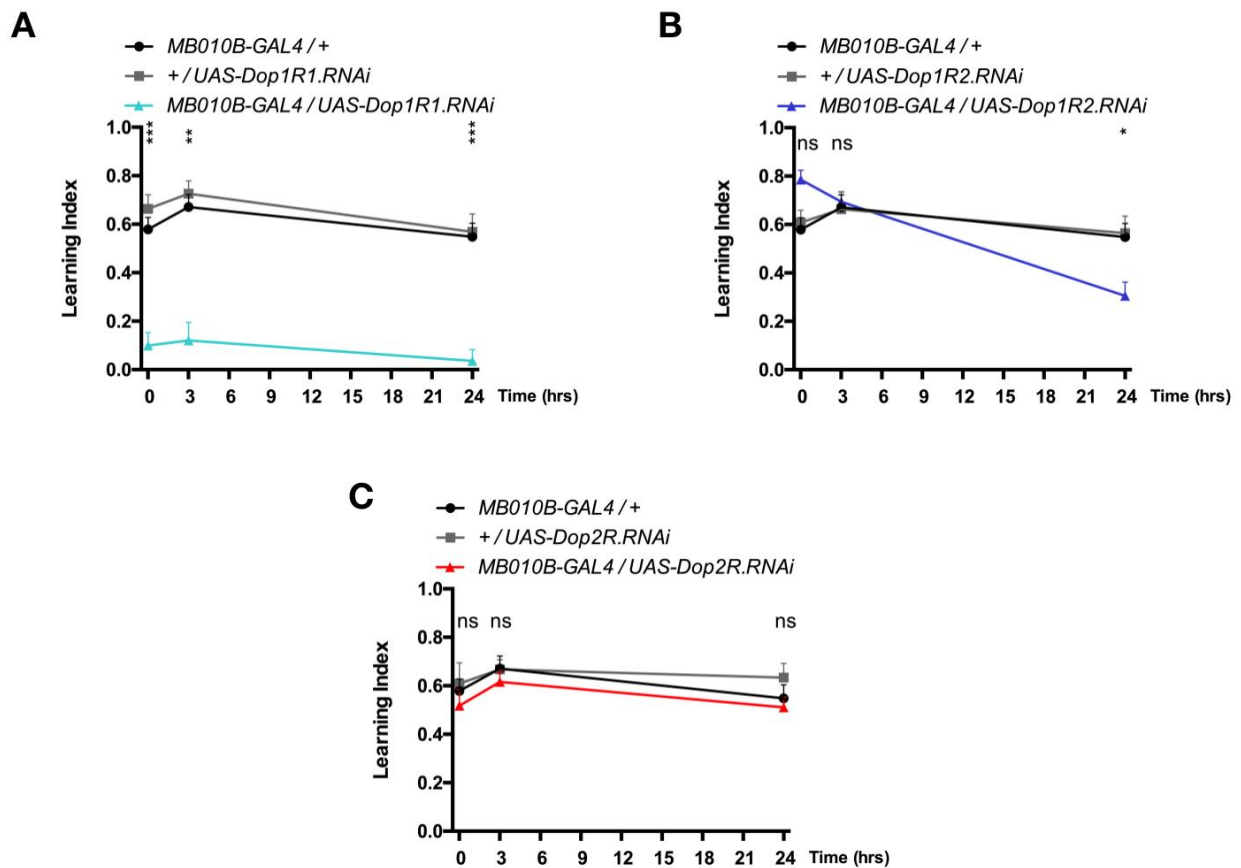 A
MB010B-GAL4 / +
+ / UAS-Dop1R1.RNAi
MB010B-GAL4 / UAS-Dop1R1.RNAi
*** ** ***
1.0
0.8
0.6
0.4
0.2
0.0
Learning Index
0 3 6 9 12 15 18 21 24 Time (hrs)
B
MB010B-GAL4 / +
+ / UAS-Dop1R2.RNAi
MB010B-GAL4 / UAS-Dop1R2.RNAi
ns ns *
1.0
0.8
0.6
0.4
0.2
0.0
Learning Index
0 3 6 9 12 15 18 21 24 Time (hrs)
C
MB010B-GAL4 / +
+ / UAS-Dop2R.RNAi
MB010B-GAL4 / UAS-Dop2R.RNAi
ns ns ns
1.0
0.8
0.6
0.4
0.2
0.0
Learning Index
0 3 6 9 12 15 18 21 24 Time (hrs)